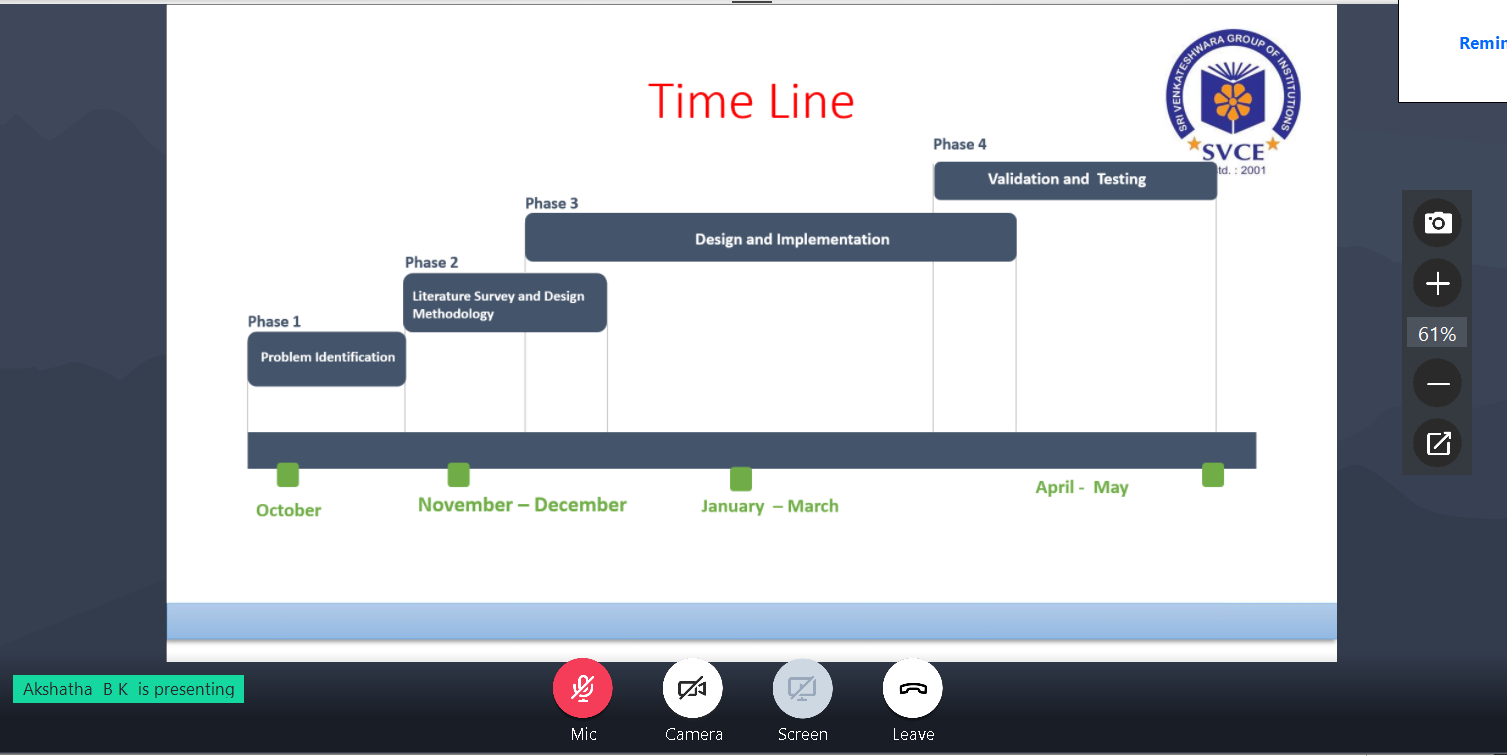 Remin
Time Line
SRI VENKATESHWARA GROUP OF INSTITUTIONS
SVCE
td. : 2001
Phase 4
Validation and Testing
Phase 3
Design and Implementation
Phase 2
Literature Survey and Design
Methodology
Phase 1
Problem Identification
61%
October
November – December
January – March
April - May
Akshatha B K is presenting
Mic
Camera
Screen
Leave